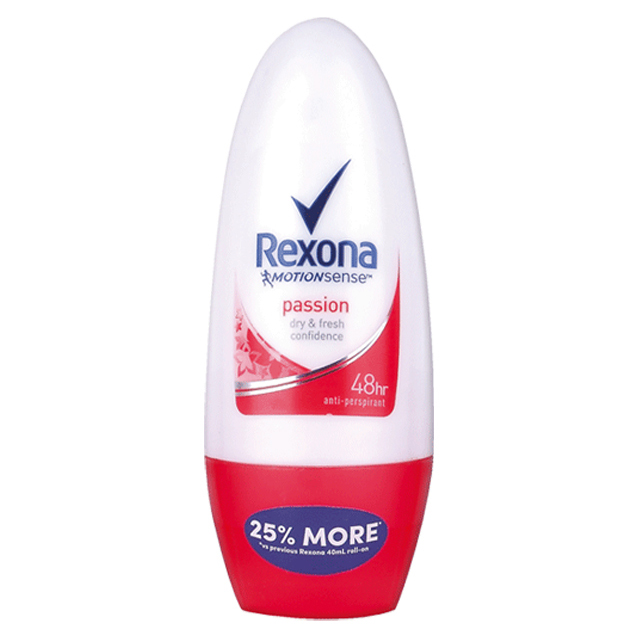 Rexona
MOTIONsense™
passion
dry & fresh
confidence
48hr
anti-perspirant
25% MORE*
*vs previous Rexona 40mL roll-on